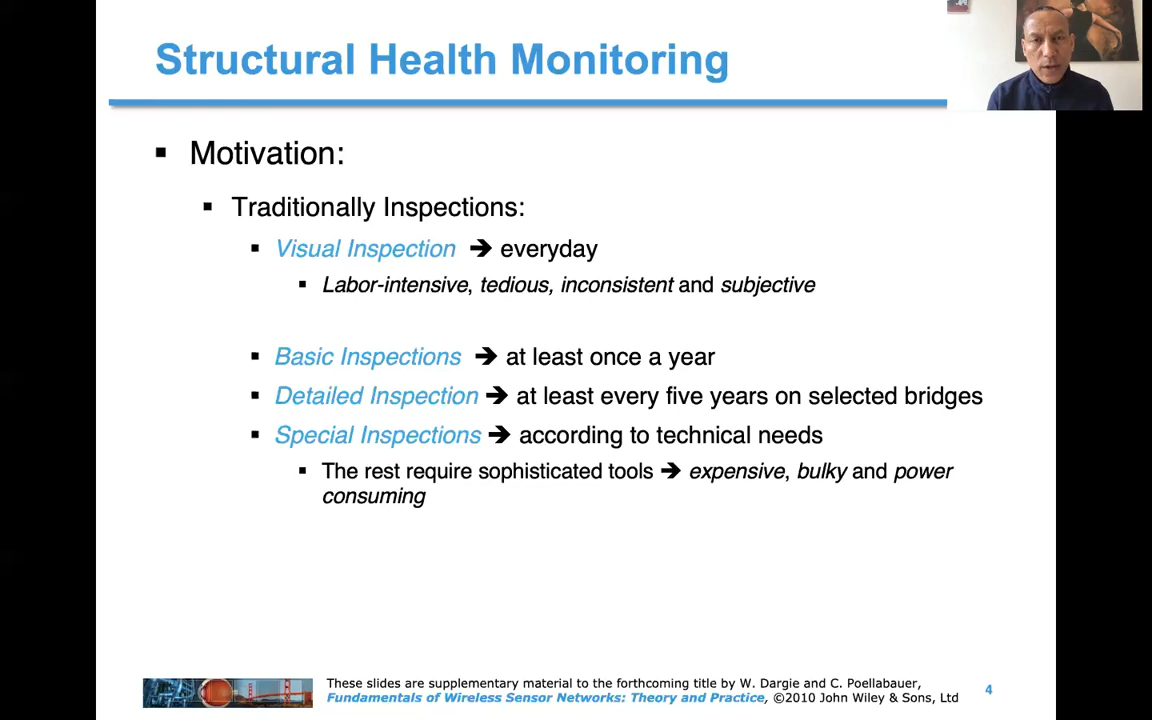 Structural Health Monitoring
▪ Motivation:
▪ Traditionally Inspections:
▪ Visual Inspection ➔ everyday
▪ Labor-intensive, tedious, inconsistent and subjective
▪ Basic Inspections ➔ at least once a year
▪ Detailed Inspection ➔ at least every five years on selected bridges
▪ Special Inspections ➔ according to technical needs
▪ The rest require sophisticated tools ➔ expensive, bulky and power
consuming
These slides are supplementary material to the forthcoming title by W. Dargie and C. Poellabauer,
Fundamentals of Wireless Sensor Networks: Theory and Practice, ©2010 John Wiley & Sons, Ltd
4